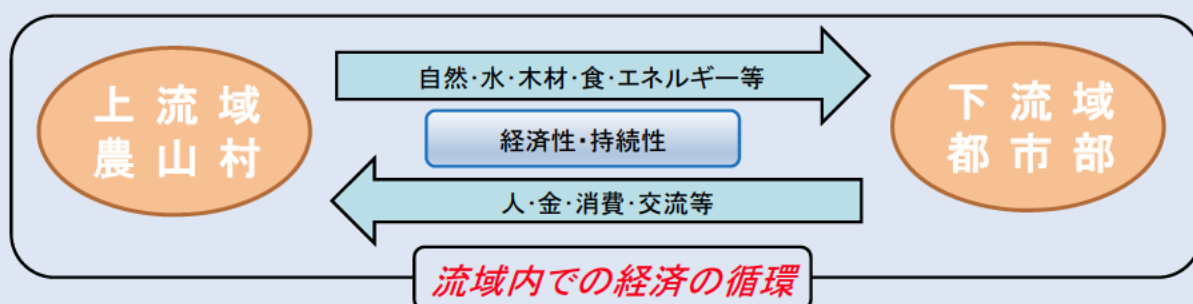 上流域
農山村
自然･水･木材･食･エネルギー等
経済性･持続性
人･金･消費･交流等
下流域
都市部
流域内での経済の循環